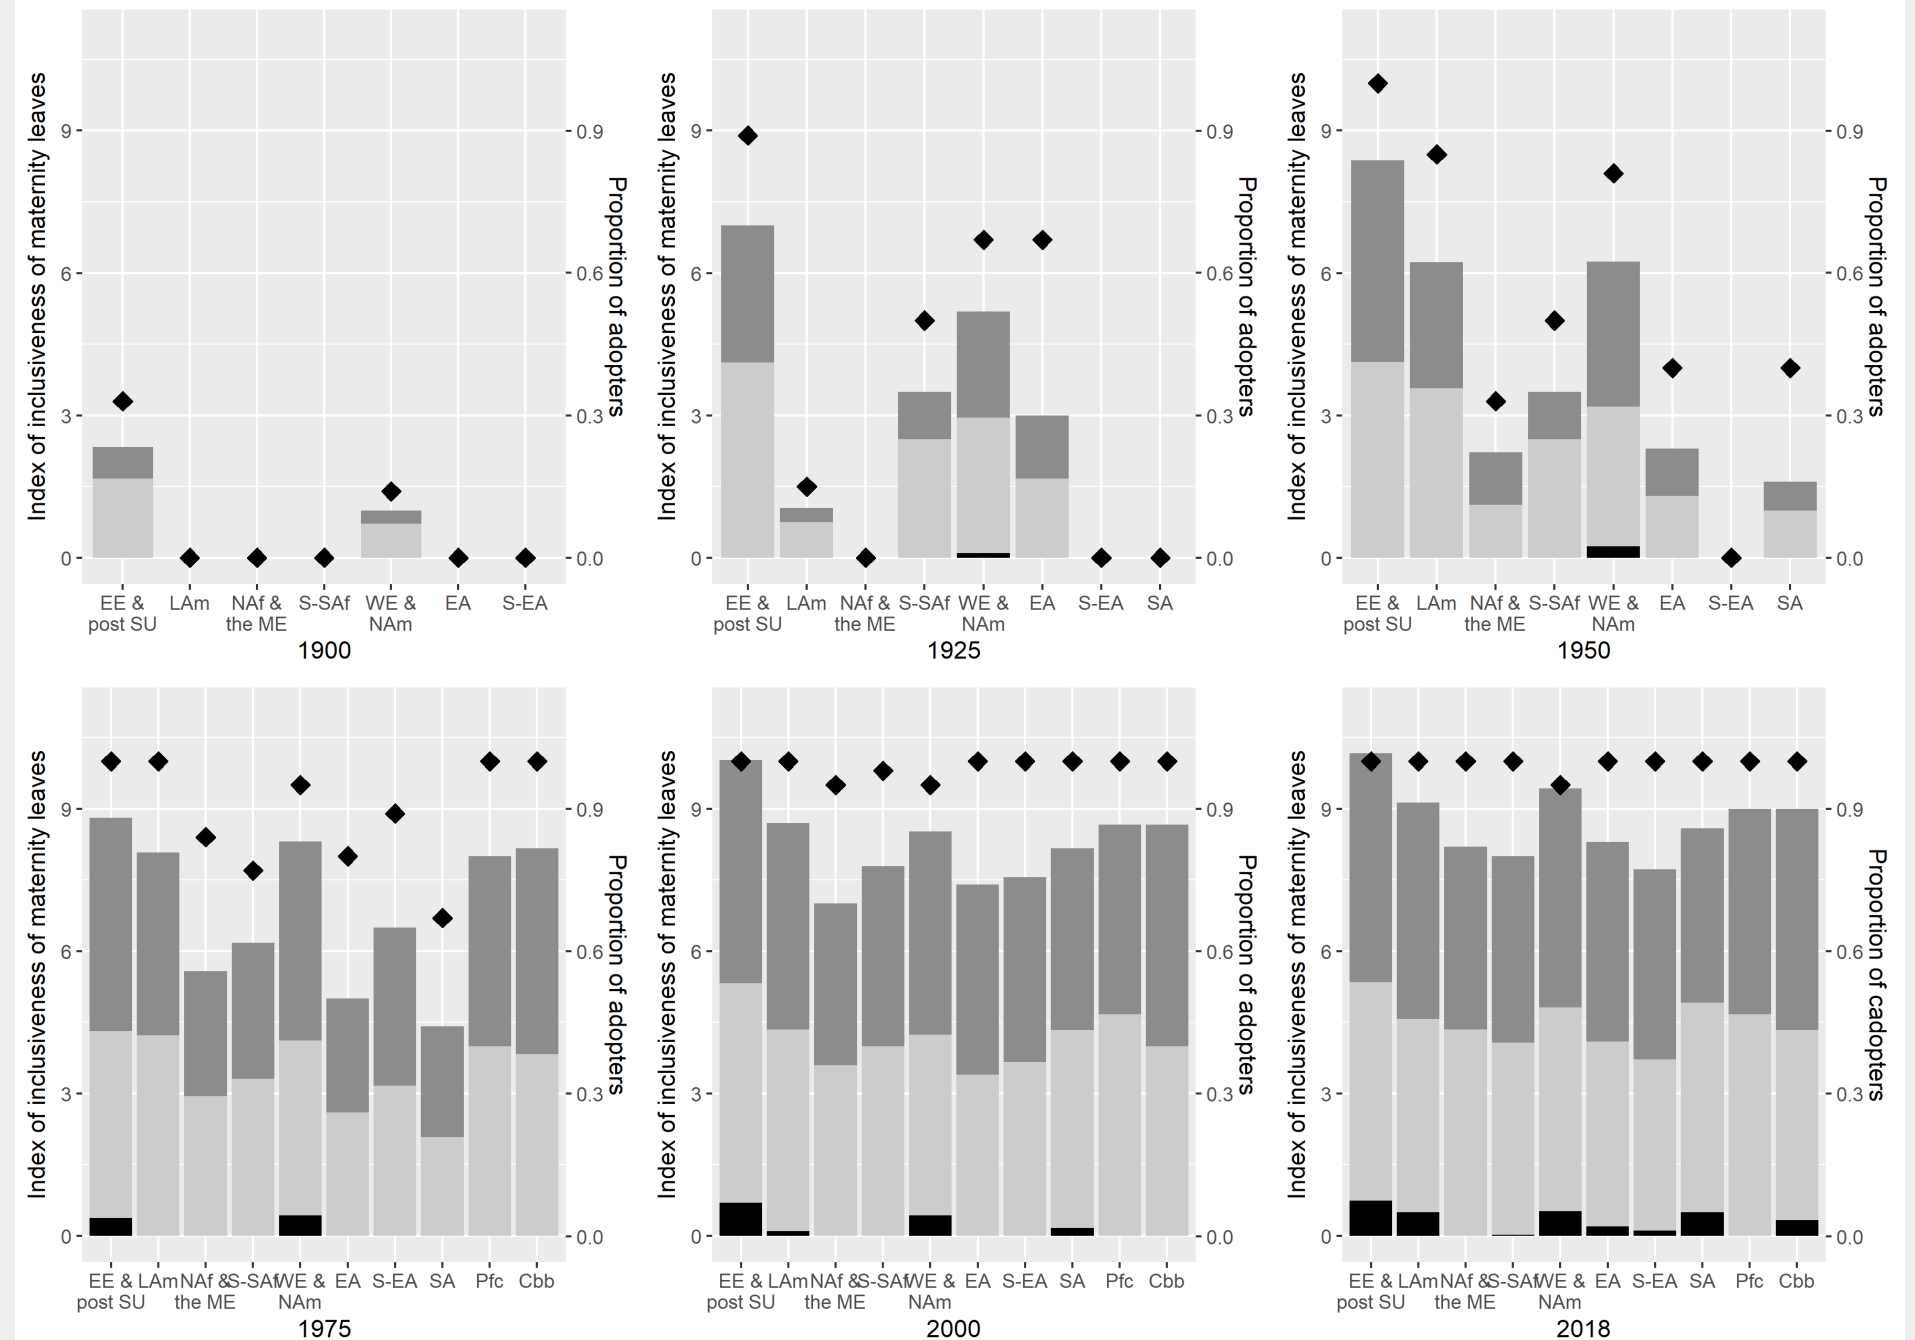 Index of inclusiveness of maternity leaves
9
6
3
0
0.9
0.6
0.3
0.0
Proportion of adopters
EE & LAm NAf & S-SAf WE & EA S-EA
post SU the ME NAm
1900
Index of inclusiveness of maternity leaves
9
6
3
0
0.9
0.6
0.3
0.0
Proportion of adopters
EE & LAm NAf & S-SAf WE & EA S-EA SA
post SU the ME NAm
1925
Index of inclusiveness of maternity leaves
9
6
3
0
0.9
0.6
0.3
0.0
Proportion of adopters
EE & LAm NAf & S-SAf WE & EA S-EA SA
post SU the ME NAm
1950
Index of inclusiveness of maternity leaves
9
6
3
0
0.9
0.6
0.3
0.0
Proportion of adopters
EE & LAm NAf & S-SAf WE & EA S-EA SA Pfc Cbb
post SU the ME NAm
1975
Index of inclusiveness of maternity leaves
9
6
3
0
0.9
0.6
0.3
0.0
Proportion of adopters
EE & LAm NAf & S-SAf WE & EA S-EA SA Pfc Cbb
post SU the ME NAm
2000
Index of inclusiveness of maternity leaves
9
6
3
0
0.9
0.6
0.3
0.0
Proportion of cadopters
EE & LAm NAf & S-SAf WE & EA S-EA SA Pfc Cbb
post SU the ME NAm
2018